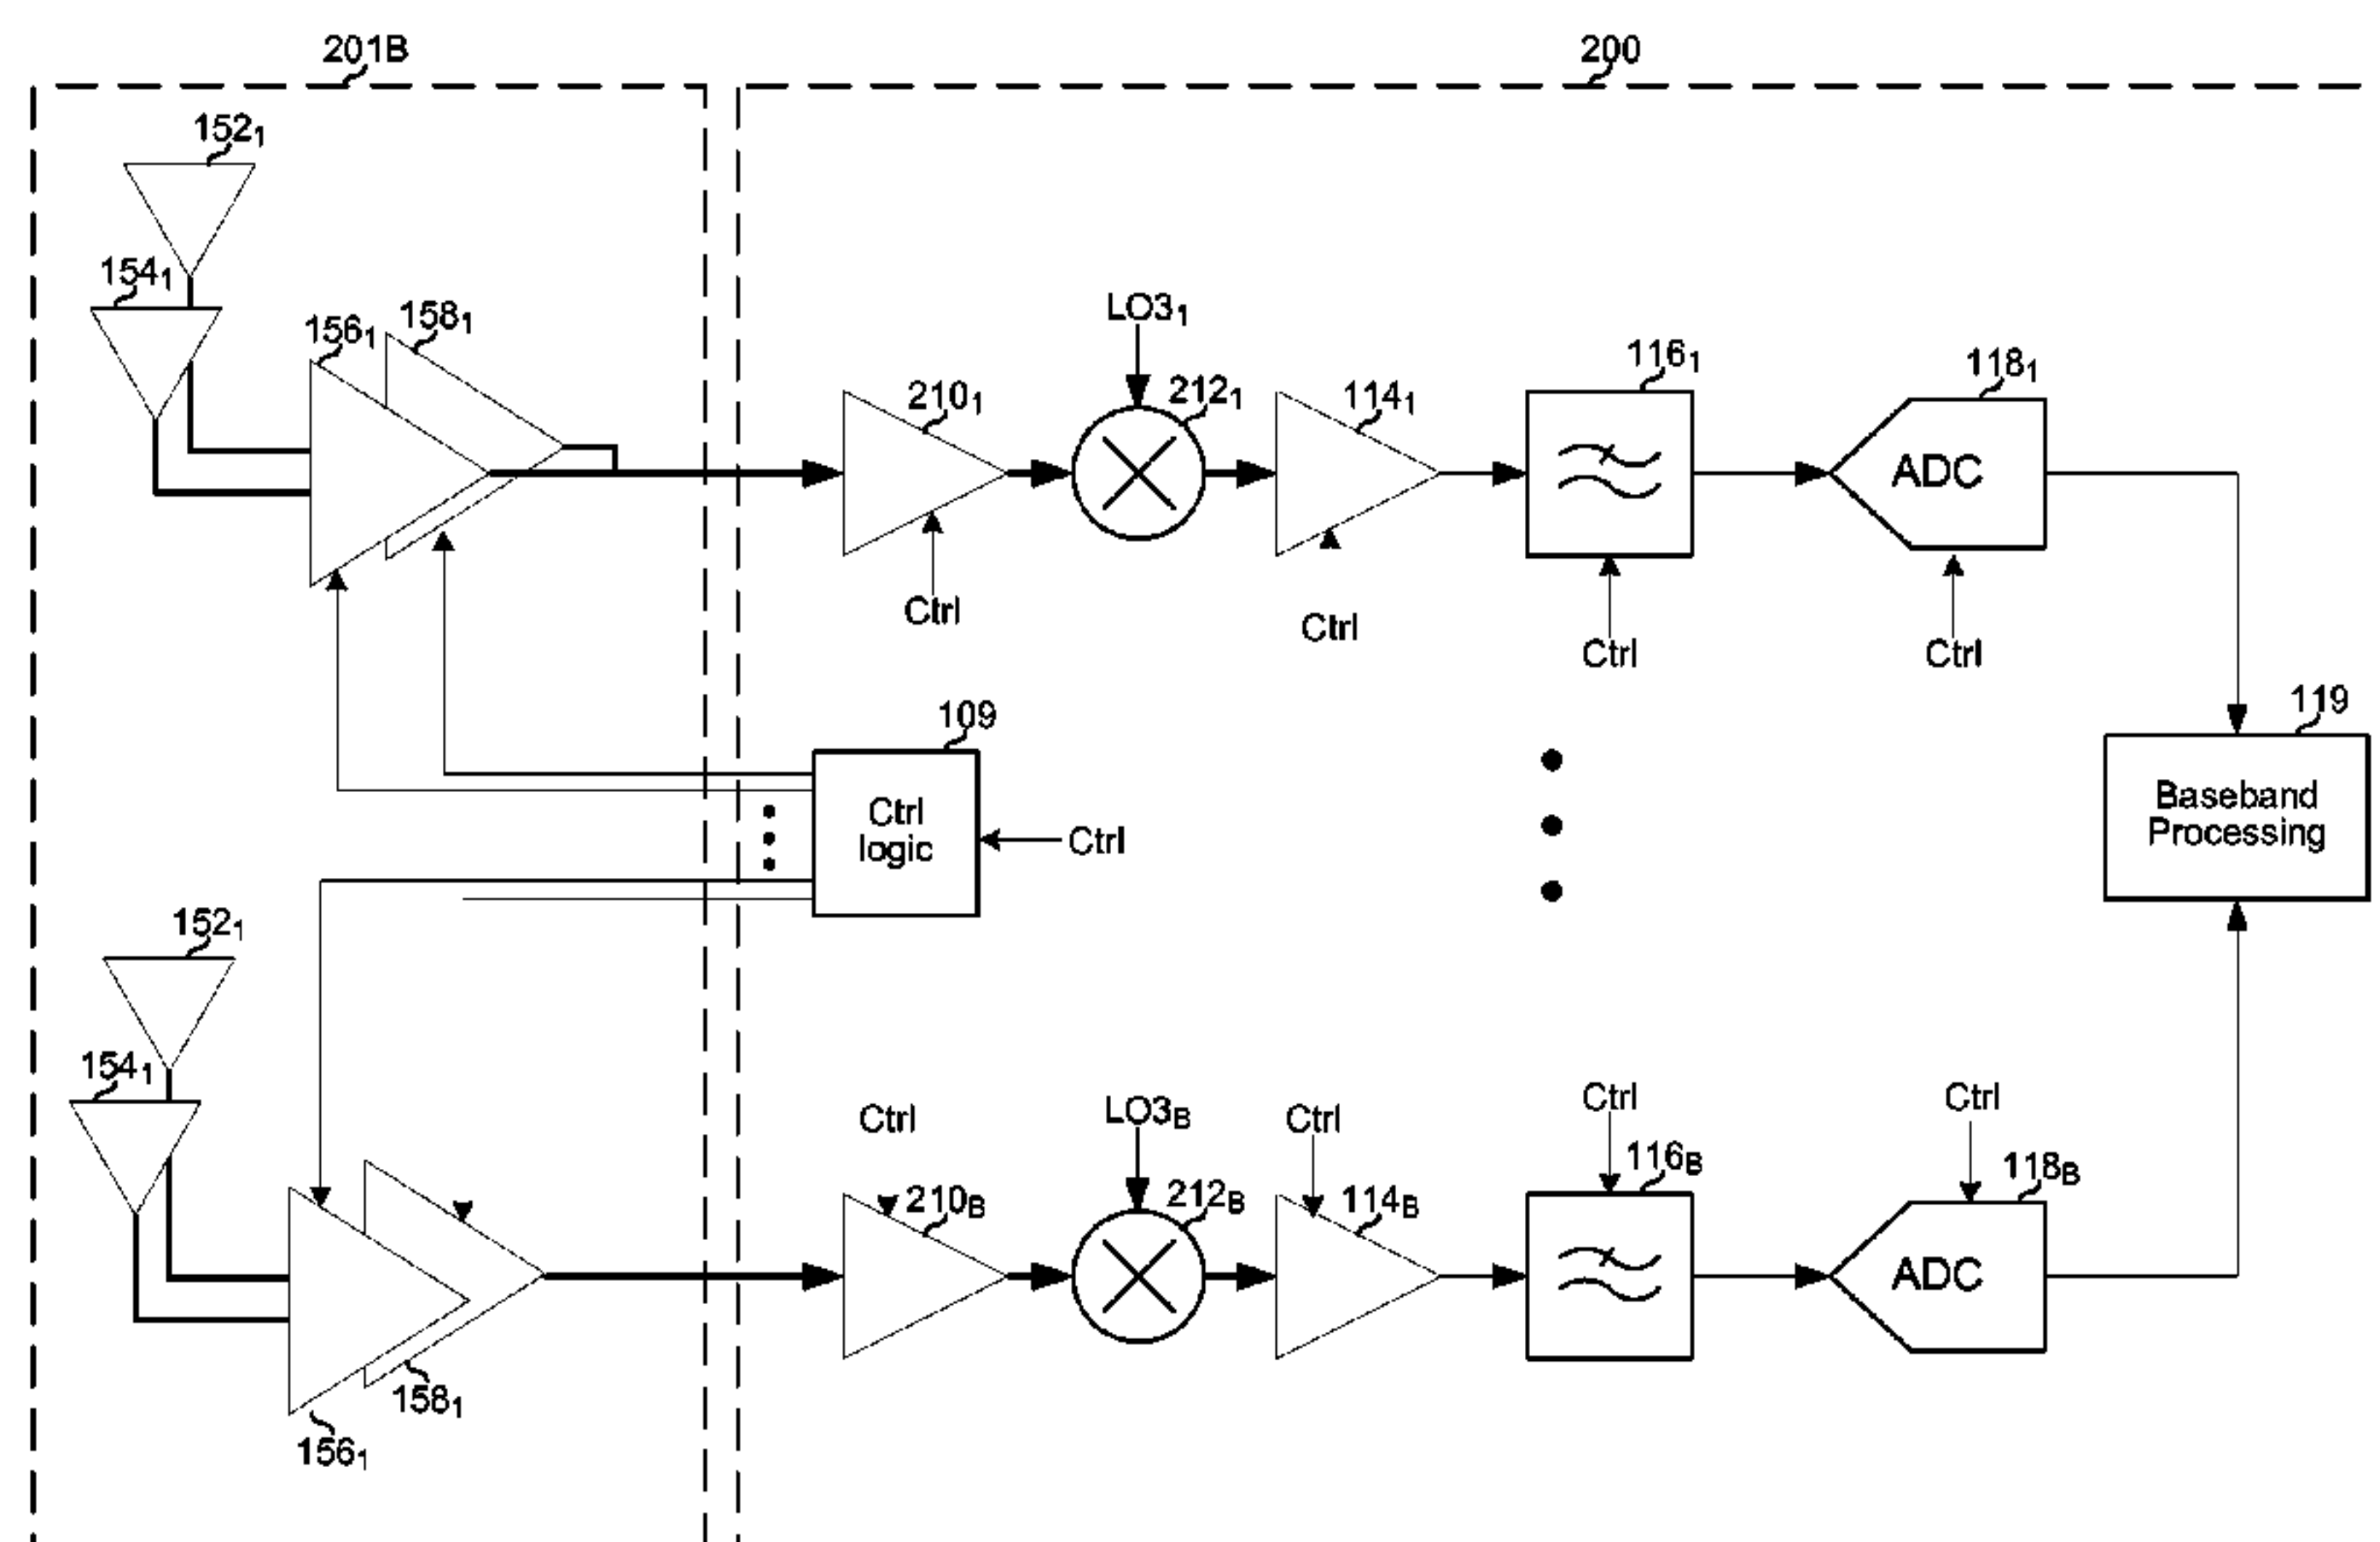 201B
200
152₁
154₁
156₁
158₁
LO3₁
210₁
212₁
114₁
116₁
118₁
ADC
Ctrl
Ctrl
Ctrl
Ctrl
109
119
Ctrl
logic
Ctrl
Baseband
Processing
152₁
154₁
Ctrl
LO3B
Ctrl
Ctrl
Ctrl
210B
212B
114B
116B
118B
ADC
158₁
156₁